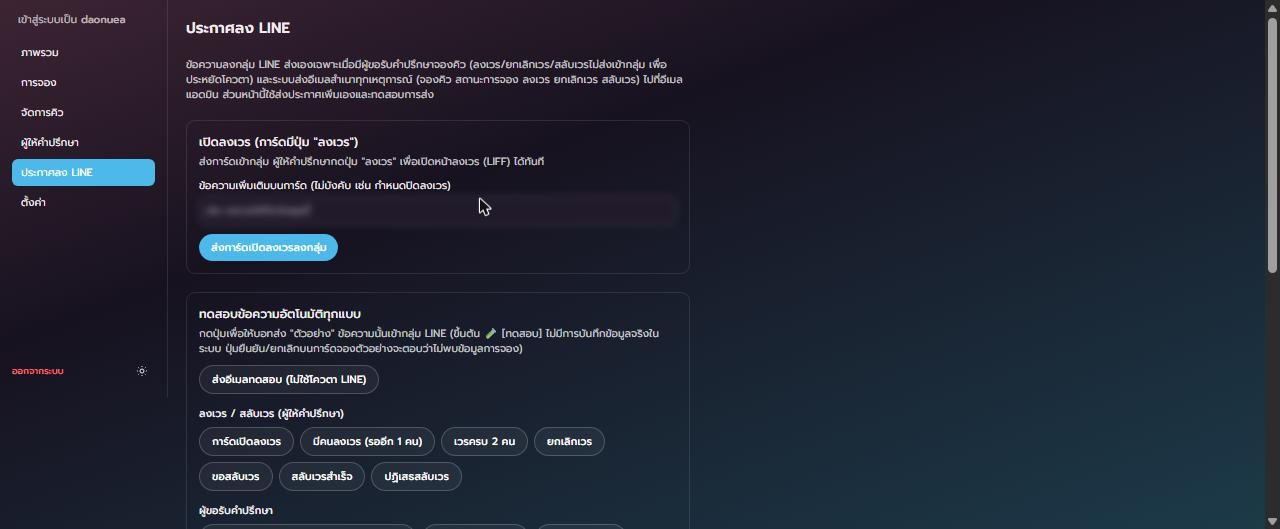 เข้าสู่ระบบเป็น daonuea
ภาพรวม
การจอง
จัดการคิว
ผู้ให้คำปรึกษา
ประกาศลง LINE
ตั้งค่า
ออกจากระบบ
ประกาศลง LINE
ข้อความลงกลุ่ม LINE ส่งเองเฉพาะเมื่อมีผู้ขอรับคำปรึกษาจองคิว (ลงเวร/ยกเลิกเวร/สลับเวรไม่ส่งเข้ากลุ่ม เพื่อ
ประหยัดโควตา) และระบบส่งอีเมลสำเนาทุกเหตุการณ์ (จองคิว สถานะการจอง ลงเวร ยกเลิกเวร สลับเวร) ไปที่อีเมล
แอดมิน ส่วนหน้านี้ใช้ส่งประกาศเพิ่มเองและทดสอบการส่ง
เปิดลงเวร (การ์ดมีปุ่ม "ลงเวร")
ส่งการ์ดเข้ากลุ่ม ผู้ให้คำปรึกษากดปุ่ม "ลงเวร" เพื่อเปิดหน้าลงเวร (LIFF) ได้ทันที
ข้อความเพิ่มเติมบนการ์ด (ไม่บังคับ เช่น กำหนดปิดลงเวร)
ส่งการ์ดเปิดลงเวรลงกลุ่ม
ทดสอบข้อความอัตโนมัติทุกแบบ
กดปุ่มเพื่อให้บอทส่ง "ตัวอย่าง" ข้อความนั้นเข้ากลุ่ม LINE (ขึ้นต้น 🧪 [ทดสอบ] ไม่มีการบันทึกข้อมูลจริงใน
ระบบ ปุ่มยืนยัน/ยกเลิกบนการ์ดจองตัวอย่างจะตอบว่าไม่พบข้อมูลการจอง)
ส่งอีเมลทดสอบ (ไม่ใช้โควตา LINE)
ลงเวร / สลับเวร (ผู้ให้คำปรึกษา)
การ์ดเปิดลงเวร มีคนลงเวร (รออีก 1 คน) เวรครบ 2 คน ยกเลิกเวร
ขอสลับเวร สลับเวรสำเร็จ ปฏิเสธสลับเวร
ผู้ขอรับคำปรึกษา